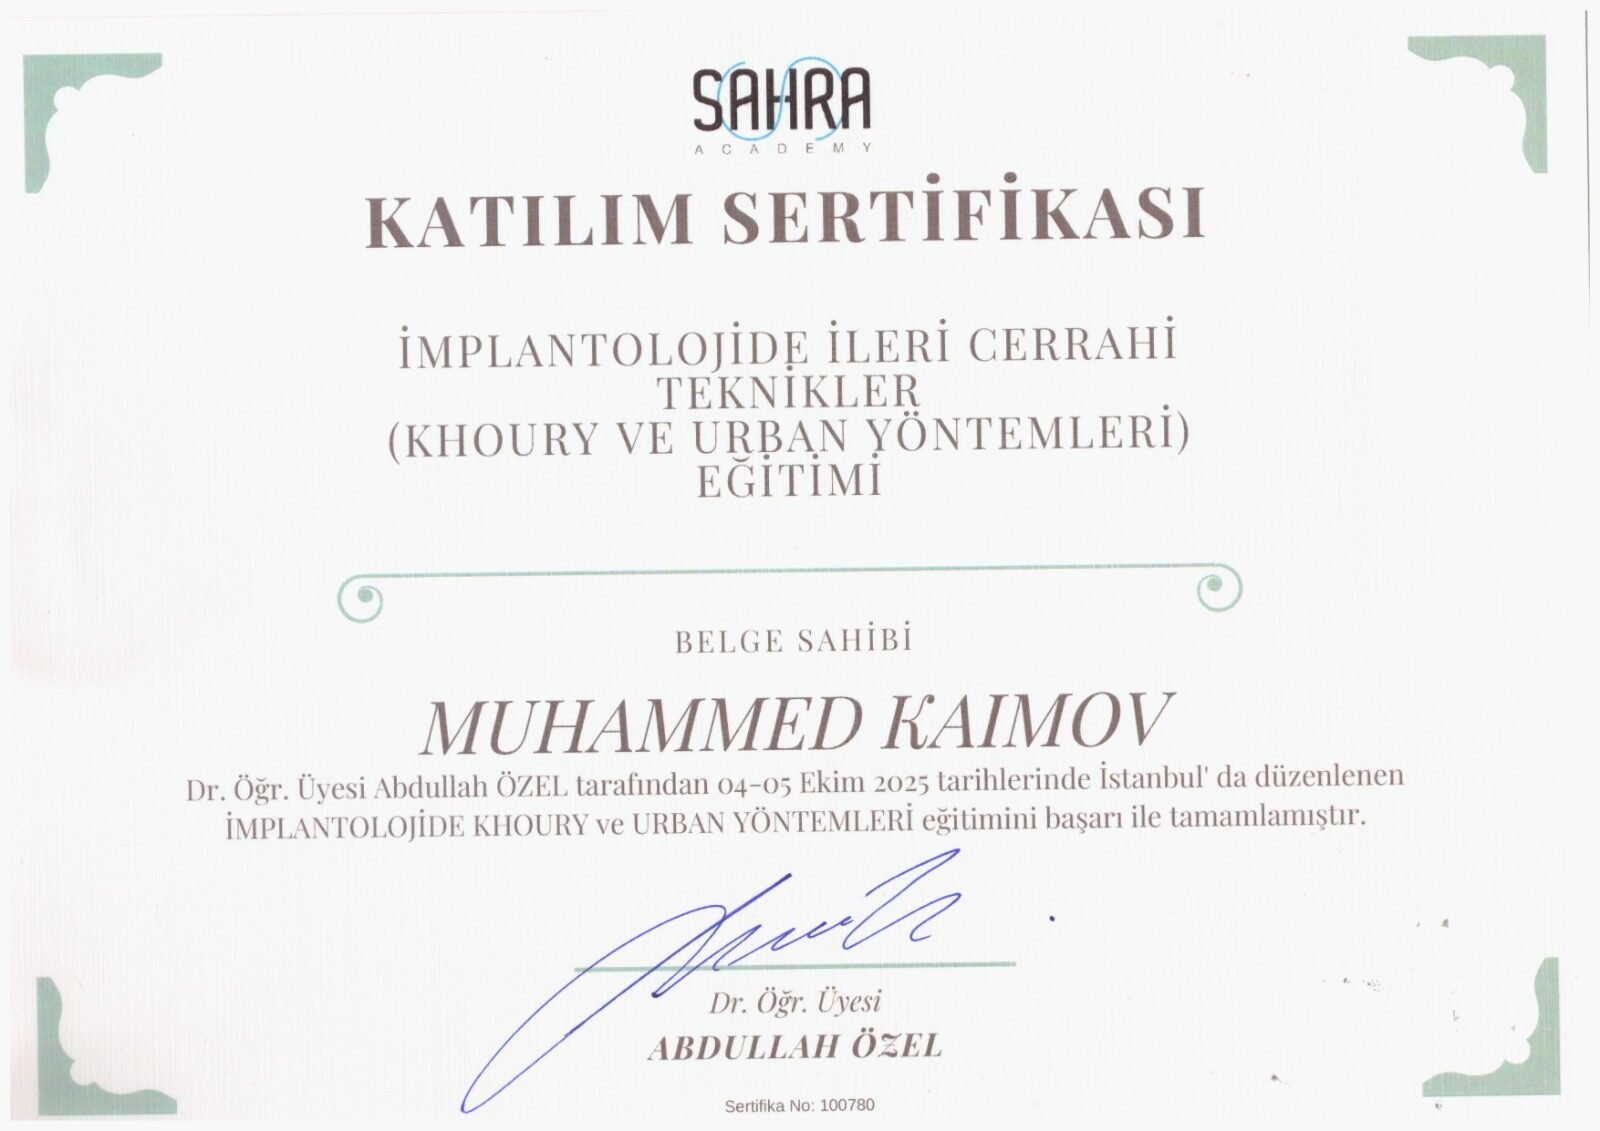 SAHRA
ACADEMY
KATILIM SERTİFİKASI
İMPLANTOLOJİDE İLERİ CERRAHİ
TEKNİKLER
(KHOURY VE URBAN YÖNTEMLERİ)
EĞİTİMİ
BELGE SAHİBİ
MUHAMMED KAIMOV
Dr. Öğr. Üyesi Abdullah ÖZEL tarafından 04-05 Ekim 2025 tarihlerinde İstanbul' da düzenlenen
İMPLANTOLOJİDE KHOURY ve URBAN YÖNTEMLERİ eğitimini başarı ile tamamlamıştır.
Dr. Öğr. Üyesi
ABDULLAH ÖZEL
Sertifika No: 100780